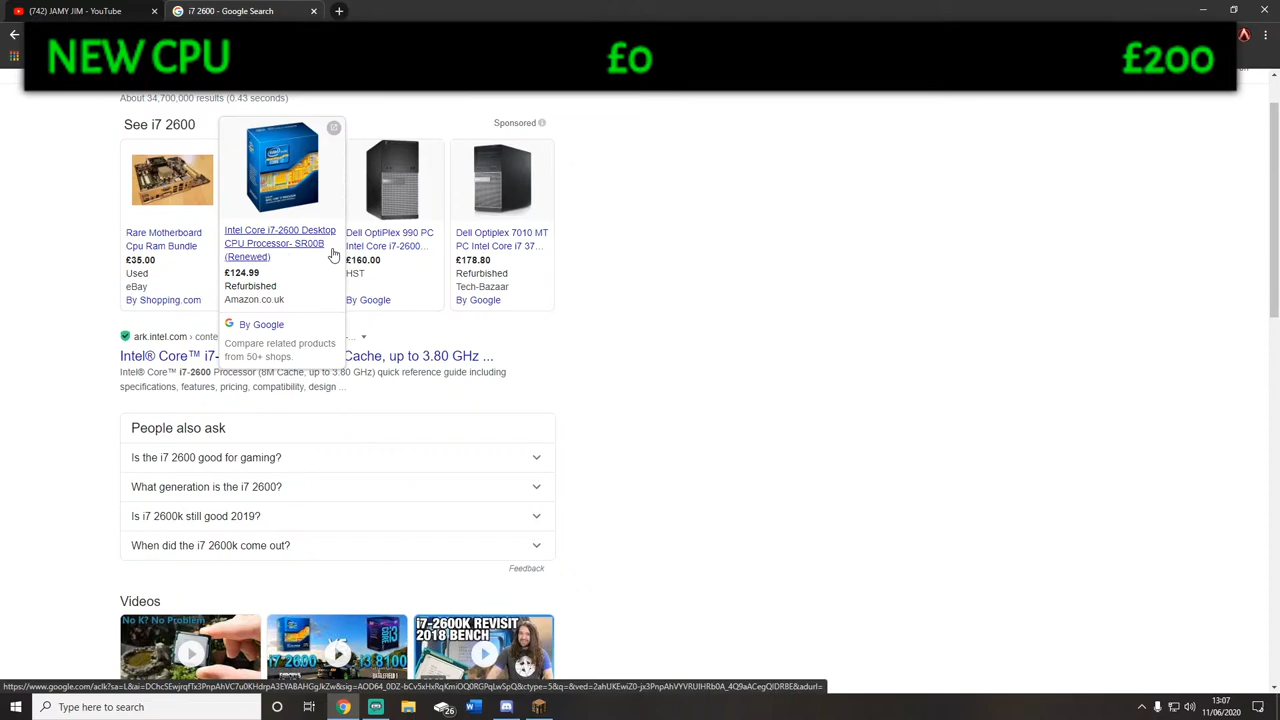 (742) JAMY JIM - YouTube
i7 2600 - Google Search
NEW CPU
£0
£200
About 34,700,000 results (0.43 seconds)
See i7 2600
Sponsored
Rare Motherboard
Cpu Ram Bundle
£35.00
Used
eBay
By Shopping.com
Intel Core i7-2600 Desktop
CPU Processor- SR00B
(Renewed)
£124.99
Refurbished
Amazon.co.uk
By Google
Compare related products
from 50+ shops.
Dell OptiPlex 990 PC
Intel Core i7-2600...
£160.00
HST
By Google
Dell Optiplex 7010 MT
PC Intel Core i7 37...
£178.80
Refurbished
Tech-Bazaar
By Google
ark.intel.com › conte
Intel® Core™ i7- Cache, up to 3.80 GHz ...
Intel® Core™ i7-2600 Processor (8M Cache, up to 3.80 GHz) quick reference guide including
specifications, features, pricing, compatibility, design ...
People also ask
Is the i7 2600 good for gaming?
What generation is the i7 2600?
Is i7 2600k still good 2019?
When did the i7 2600k come out?
Feedback
Videos
No K? No Problem
i7 2600
VS
i3 8100
i7-2600K REVISIT
2018 BENCH
Type here to search
26
13:07
11/06/2020